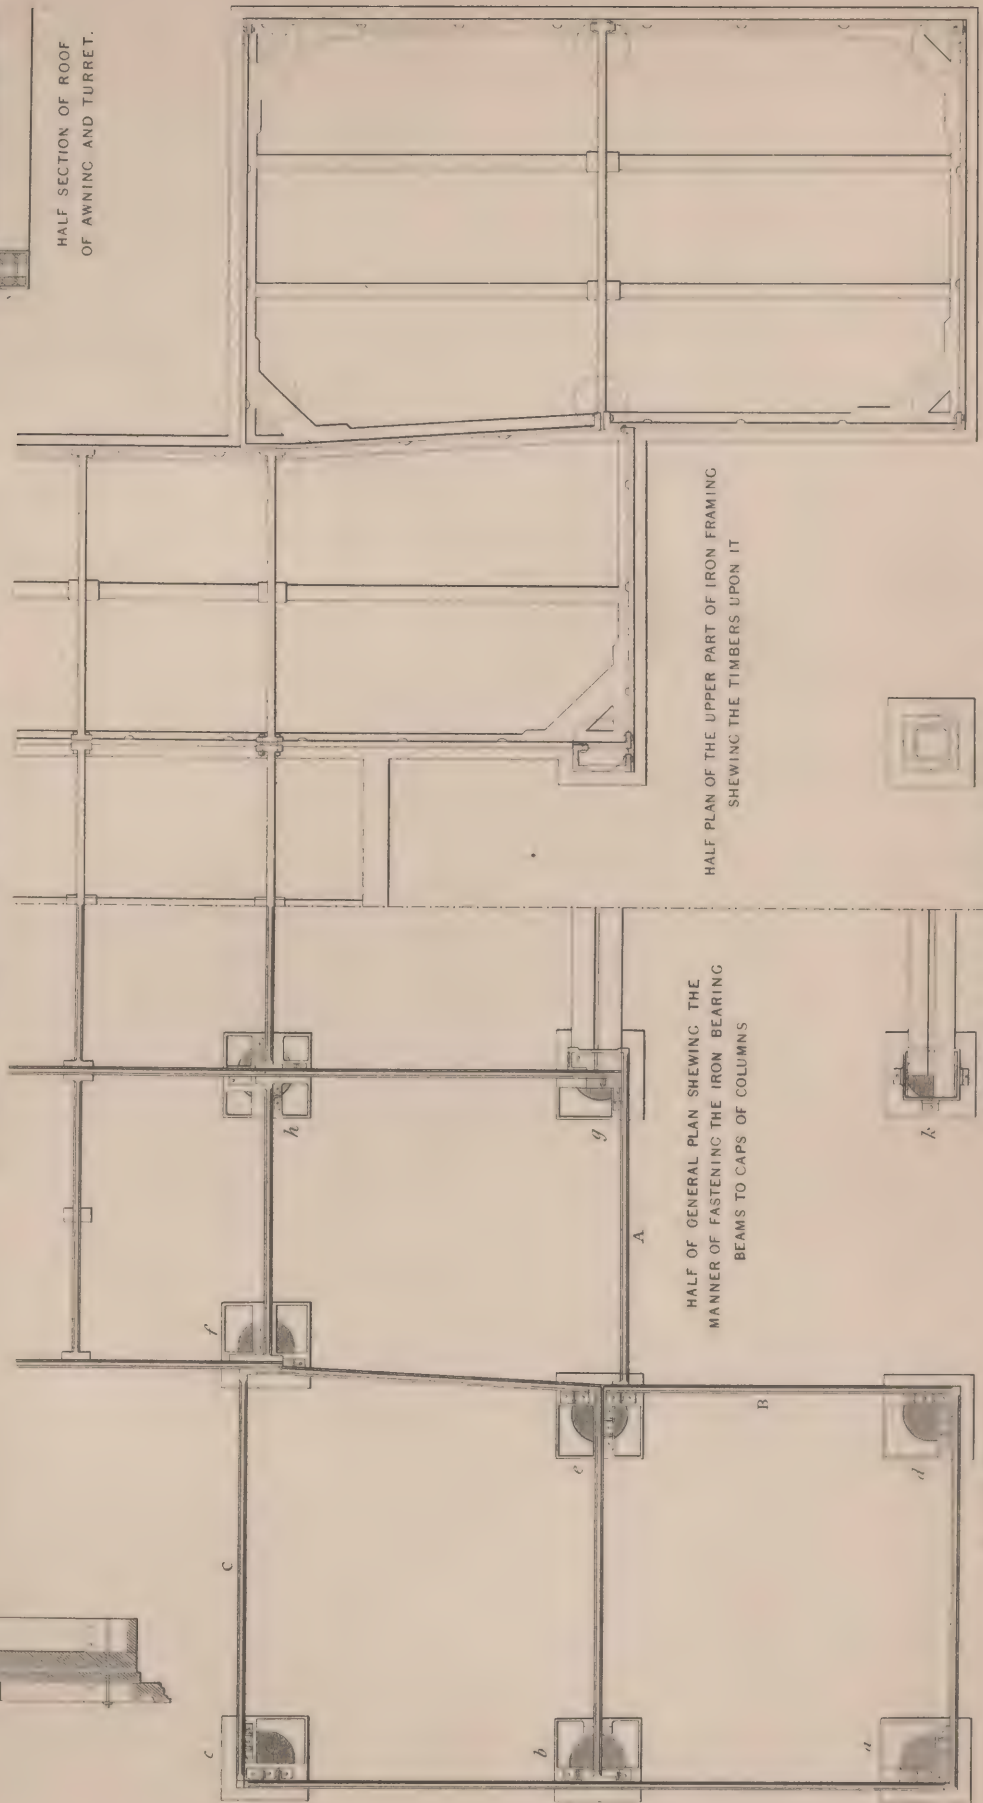 HALF SECTION OF ROOF
OF AWNING AND TURRET.
HALF PLAN OF THE UPPER PART OF IRON FRAMING
SHEWING THE TIMBERS UPON IT
HALF OF GENERAL PLAN SHEWING THE
MANNER OF FASTENING THE IRON BEARING
BEAMS TO CAPS OF COLUMNS
h
g
k
A
f
e
B
d
C
c
b
a